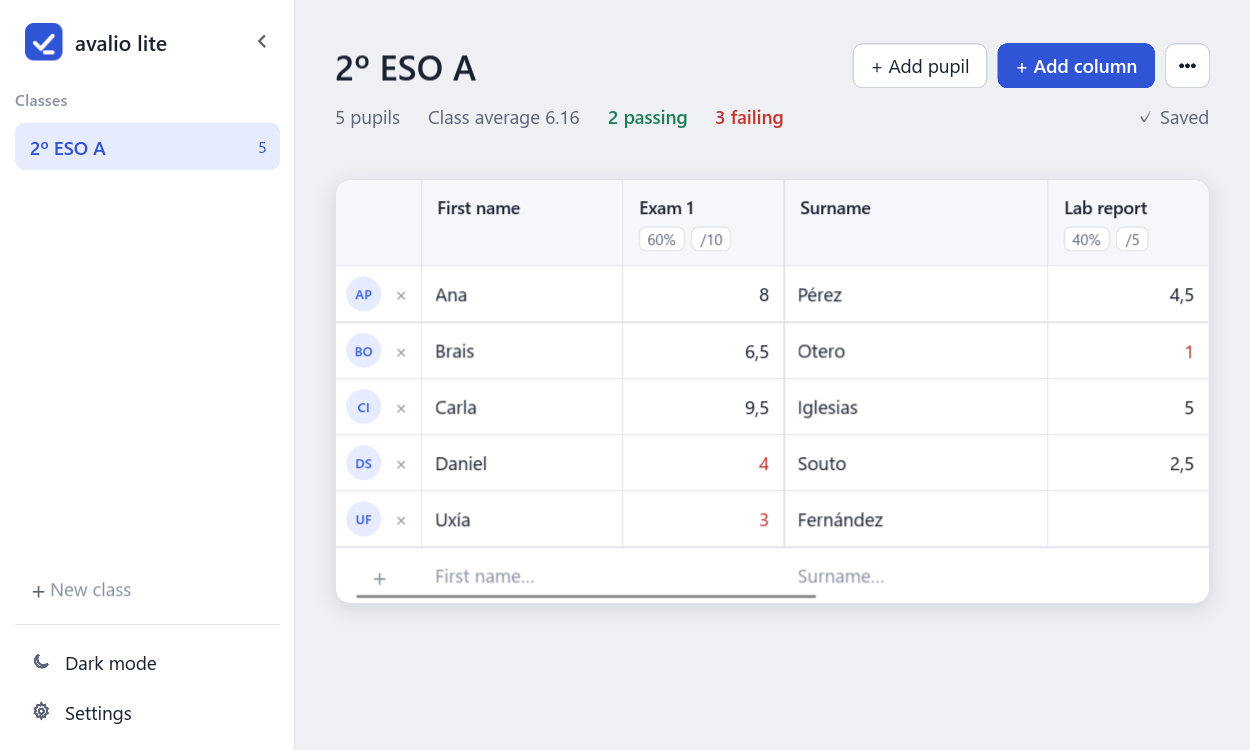 avalio lite
Classes
2º ESO A 5
+ New class
Dark mode
Settings
2º ESO A
+ Add pupil
+ Add column
•••
5 pupils Class average 6.16 2 passing 3 failing
✓ Saved
First name Exam 1 Surname Lab report
60% /10 40% /5
AP × Ana 8 Pérez 4,5
BO × Brais 6,5 Otero 1
CI × Carla 9,5 Iglesias 5
DS × Daniel 4 Souto 2,5
UF × Uxía 3 Fernández
+ First name... Surname...